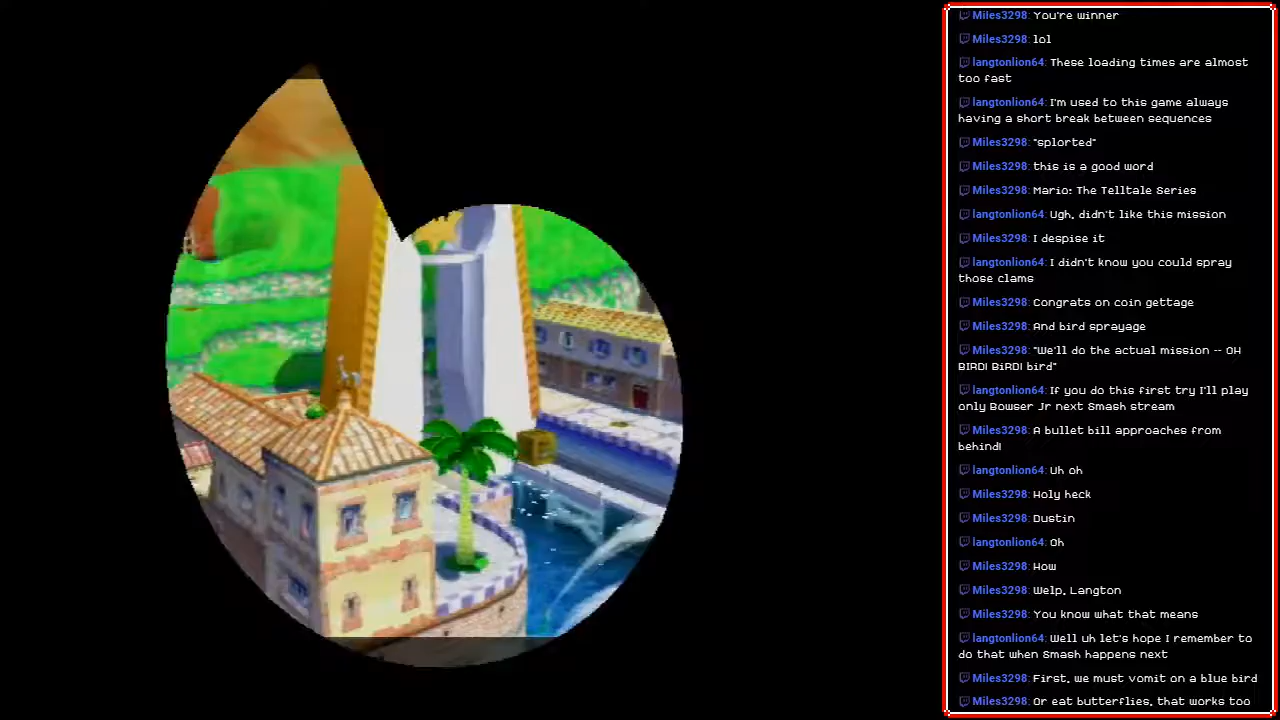 Miles3298: You're winner
Miles3298: lol
langtonlion64: These loading times are almost
too fast
langtonlion64: I'm used to this game always
having a short break between sequences
Miles3298: "splorted"
Miles3298: this is a good word
Miles3298: Mario: The Telltale Series
langtonlion64: Ugh, didn't like this mission
Miles3298: I despise it
langtonlion64: I didn't know you could spray
those clams
Miles3298: Congrats on coin gettage
Miles3298: And bird sprayage
Miles3298: "We'll do the actual mission -- OH
BIRD! BiRD! bird"
langtonlion64: If you do this first try I'll play
only Bowser Jr next Smash stream
Miles3298: A bullet bill approaches from
behind!
langtonlion64: Uh oh
Miles3298: Holy heck
Miles3298: Dustin
langtonlion64: Oh
Miles3298: How
Miles3298: Welp, Langton
Miles3298: You know what that means
langtonlion64: Well uh let's hope I remember to
do that when Smash happens next
Miles3298: First, we must vomit on a blue bird
Miles3298: Or eat butterflies, that works too